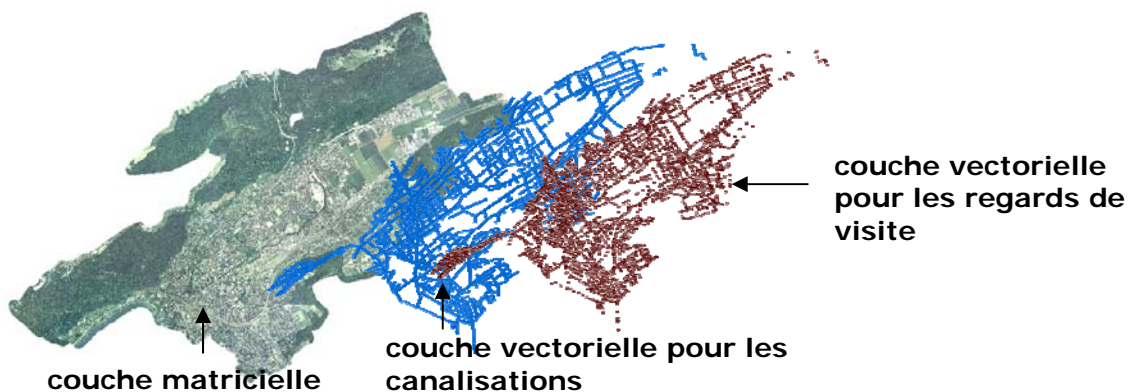 couche vectorielle
pour les regards de
visite
couche vectorielle pour les
canalisations
couche matricielle